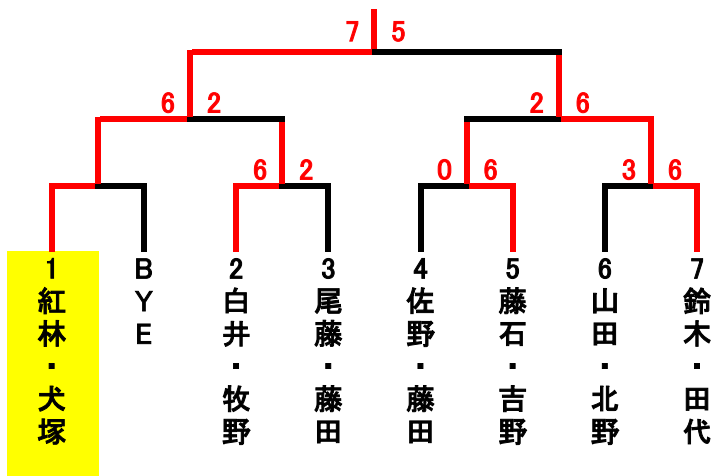 7 5
6 2
2 6
6 2
0 6
3 6
1 紅林・犬塚
BYE
2 白井・牧野
3 尾藤・藤田
4 佐野・藤田
5 藤石・吉野
6 山田・北野
7 鈴木・田代